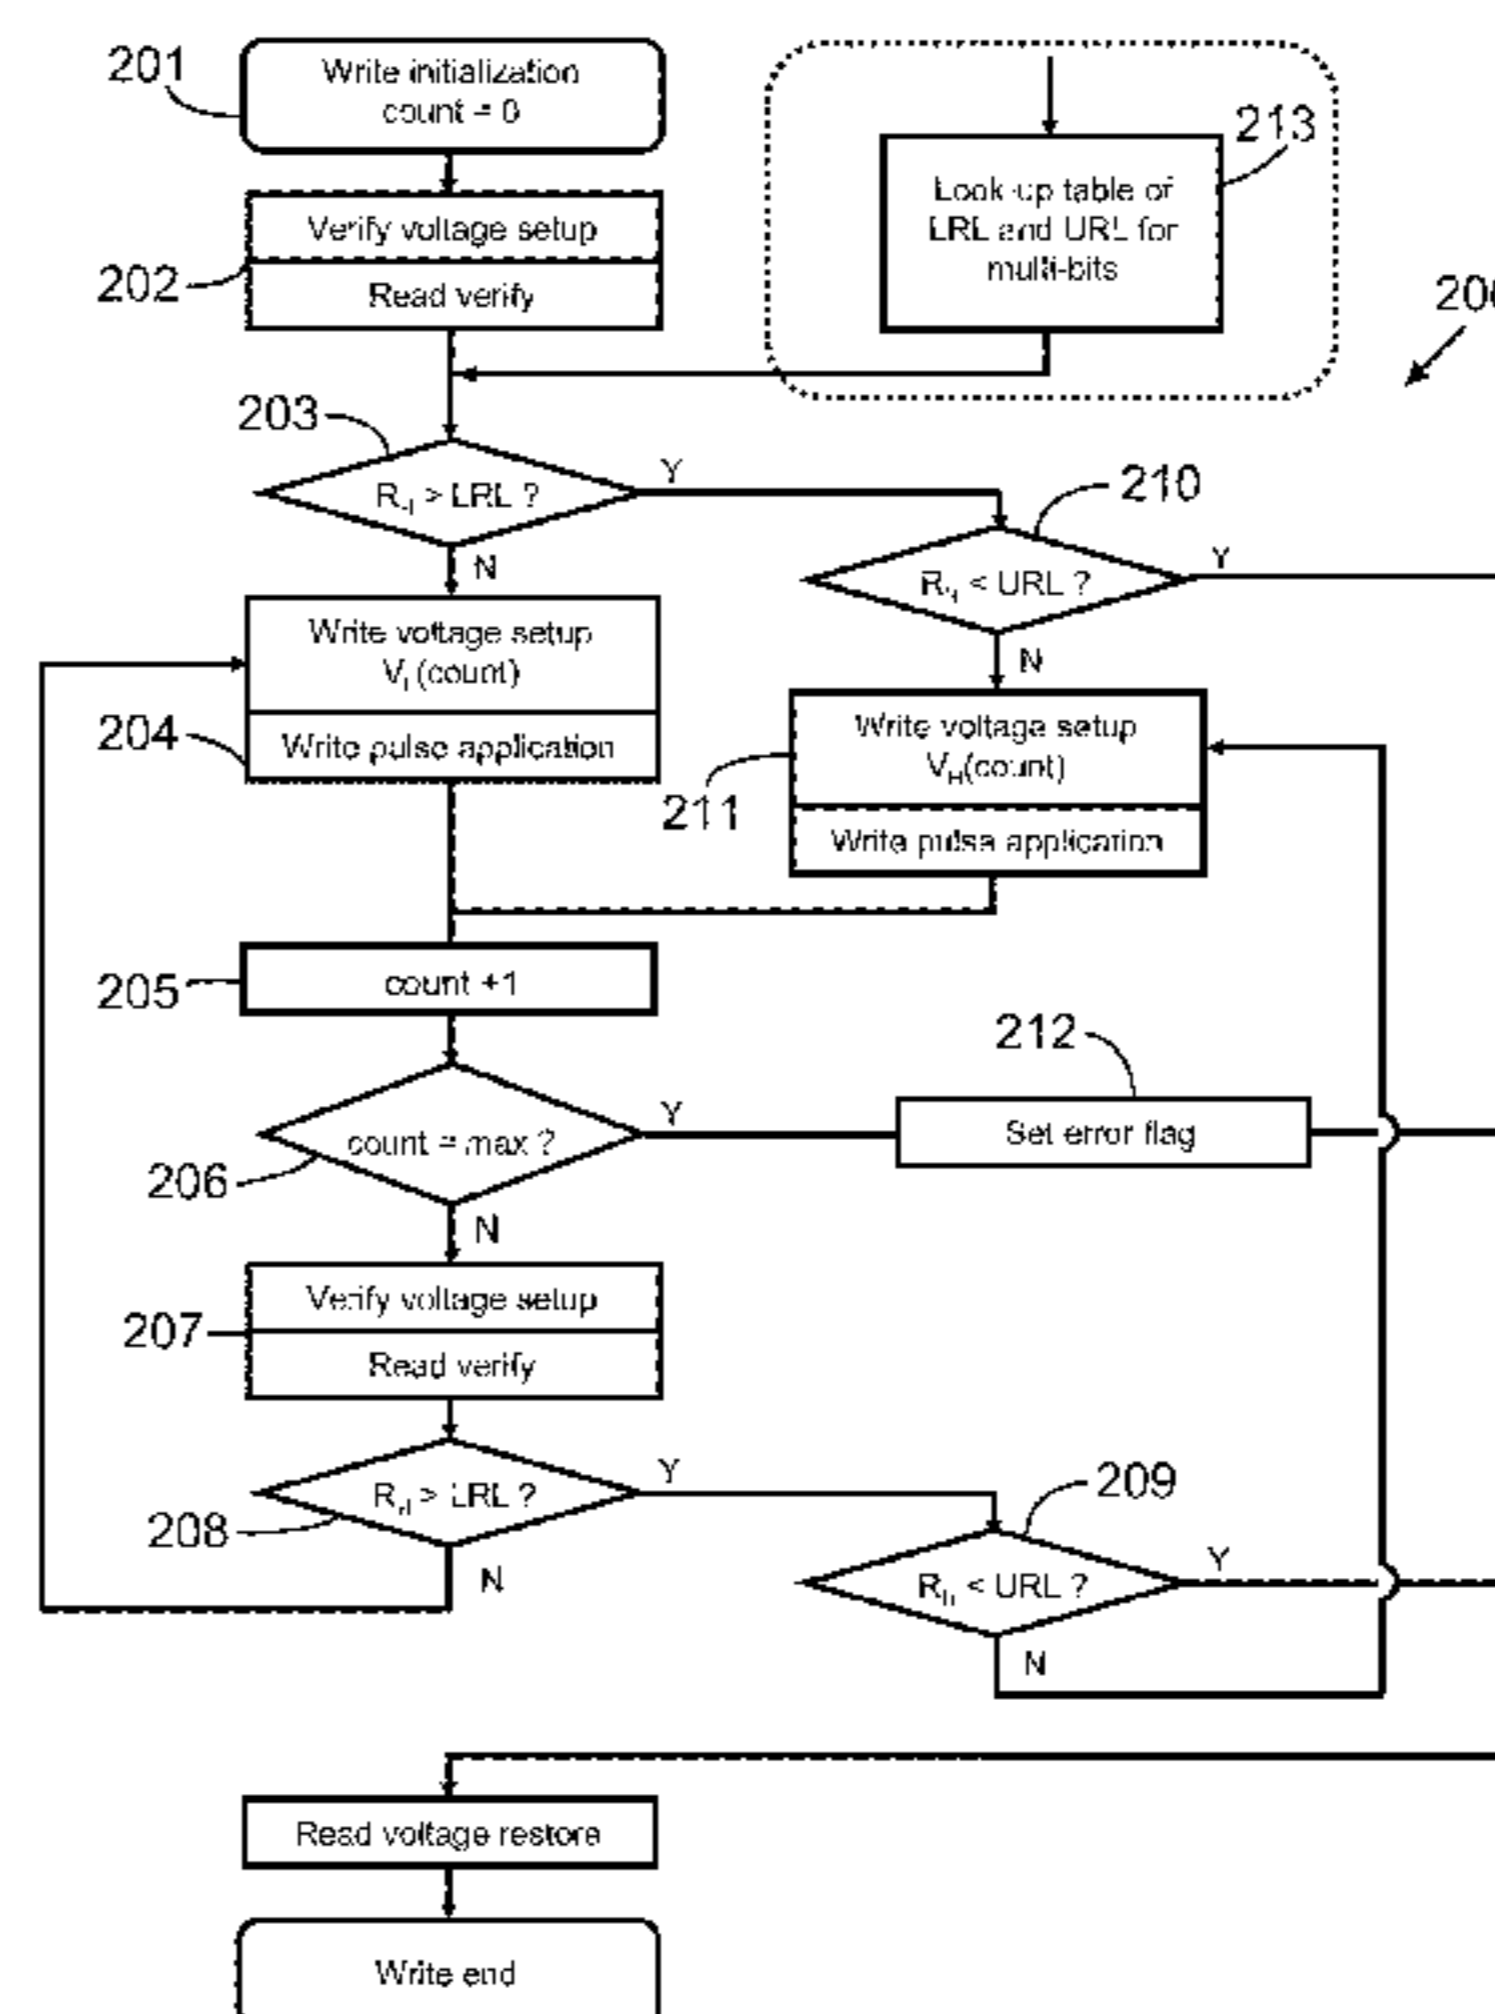 201
Write initialization
count = 0
213
Look-up table of
LRL and URL for
multi-bits
Verify voltage setup
202
Read verify
203
> LRL ?
Y
N
210
< URL ?
Y
N
Write voltage setup
(count)
204
Write pulse application
Write voltage setup
VH(count)
211
Write pulse application
205
count +1
212
206
count = max ?
Y
N
Set error flag
Verify voltage setup
207
Read verify
208
> LRL ?
Y
N
209
< URL ?
Y
N
Read voltage restore
Write end